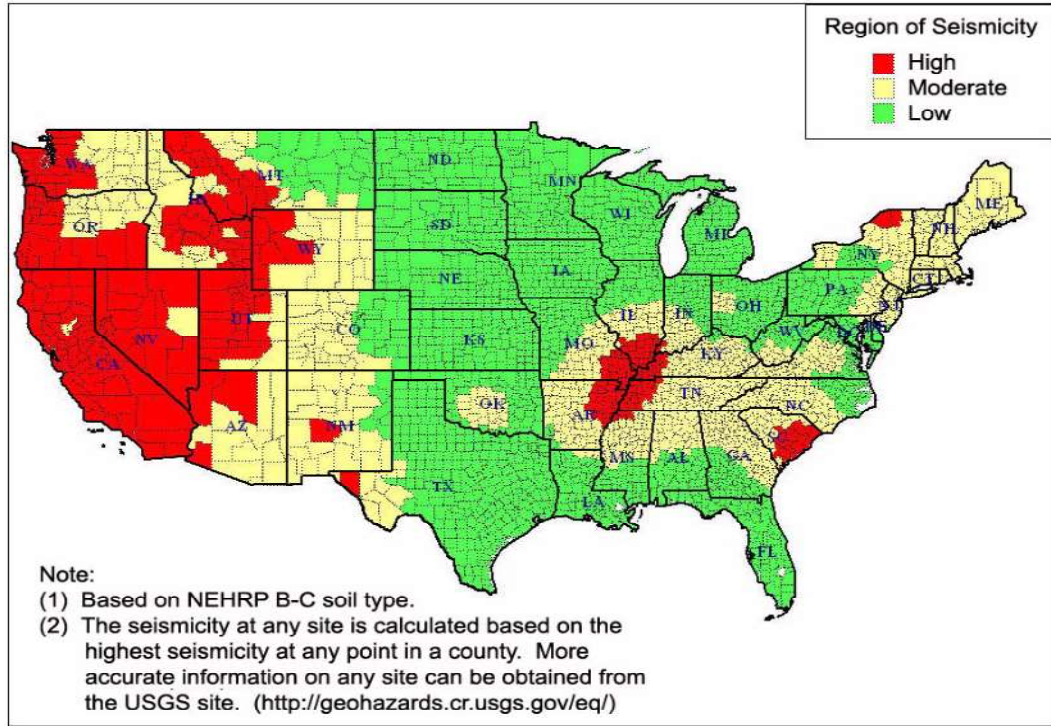 Region of Seismicity
High
Moderate
Low
WA
MT
ND
MN
ME
OR
WI
NH
SD
MI
WY
NY
CT
IA
PA
NE
OH
NV
UT
CO
IL
IN
WV
KS
MO
KY
CA
TN
OK
NC
AZ
NM
AR
SC
MS
AL
GA
TX
LA
FL
Note:
(1) Based on NEHRP B-C soil type.
(2) The seismicity at any site is calculated based on the
highest seismicity at any point in a county. More
accurate information on any site can be obtained from
the USGS site. (http://geohazards.cr.usgs.gov/eq/)